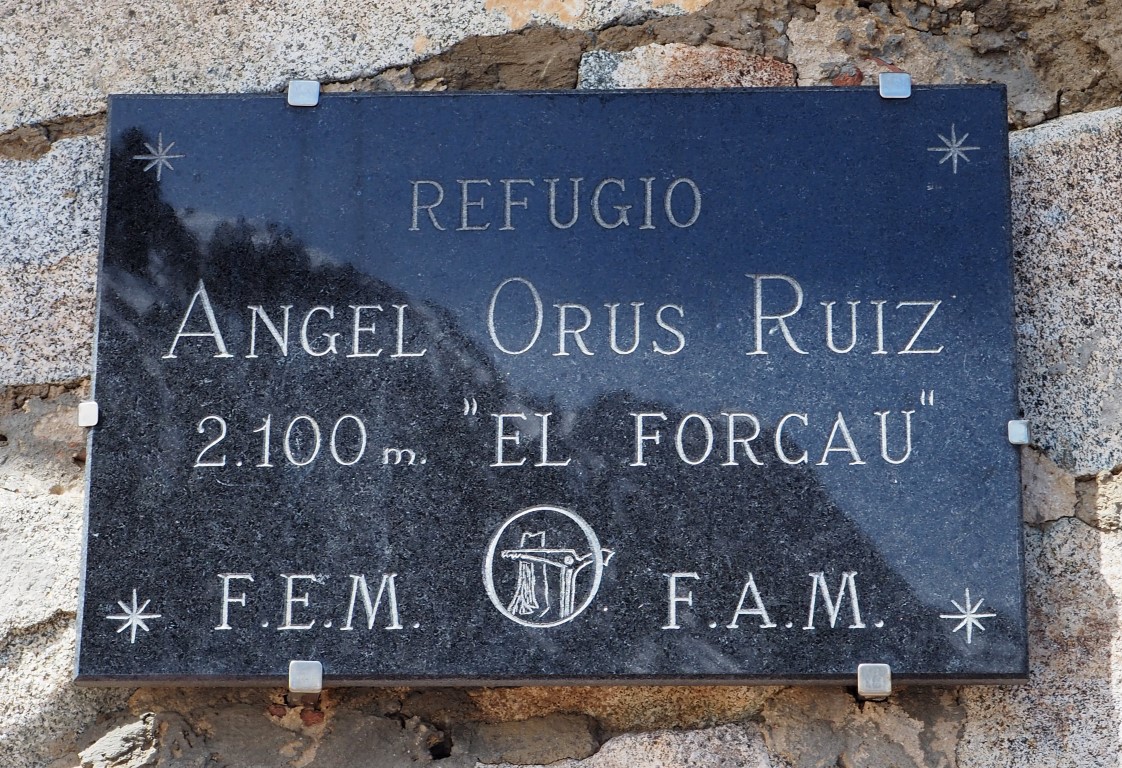 REFUGIO
ANGEL ORUS RUIZ
2.100 m. "EL FORCAU"
F.E.M. F.A.M.